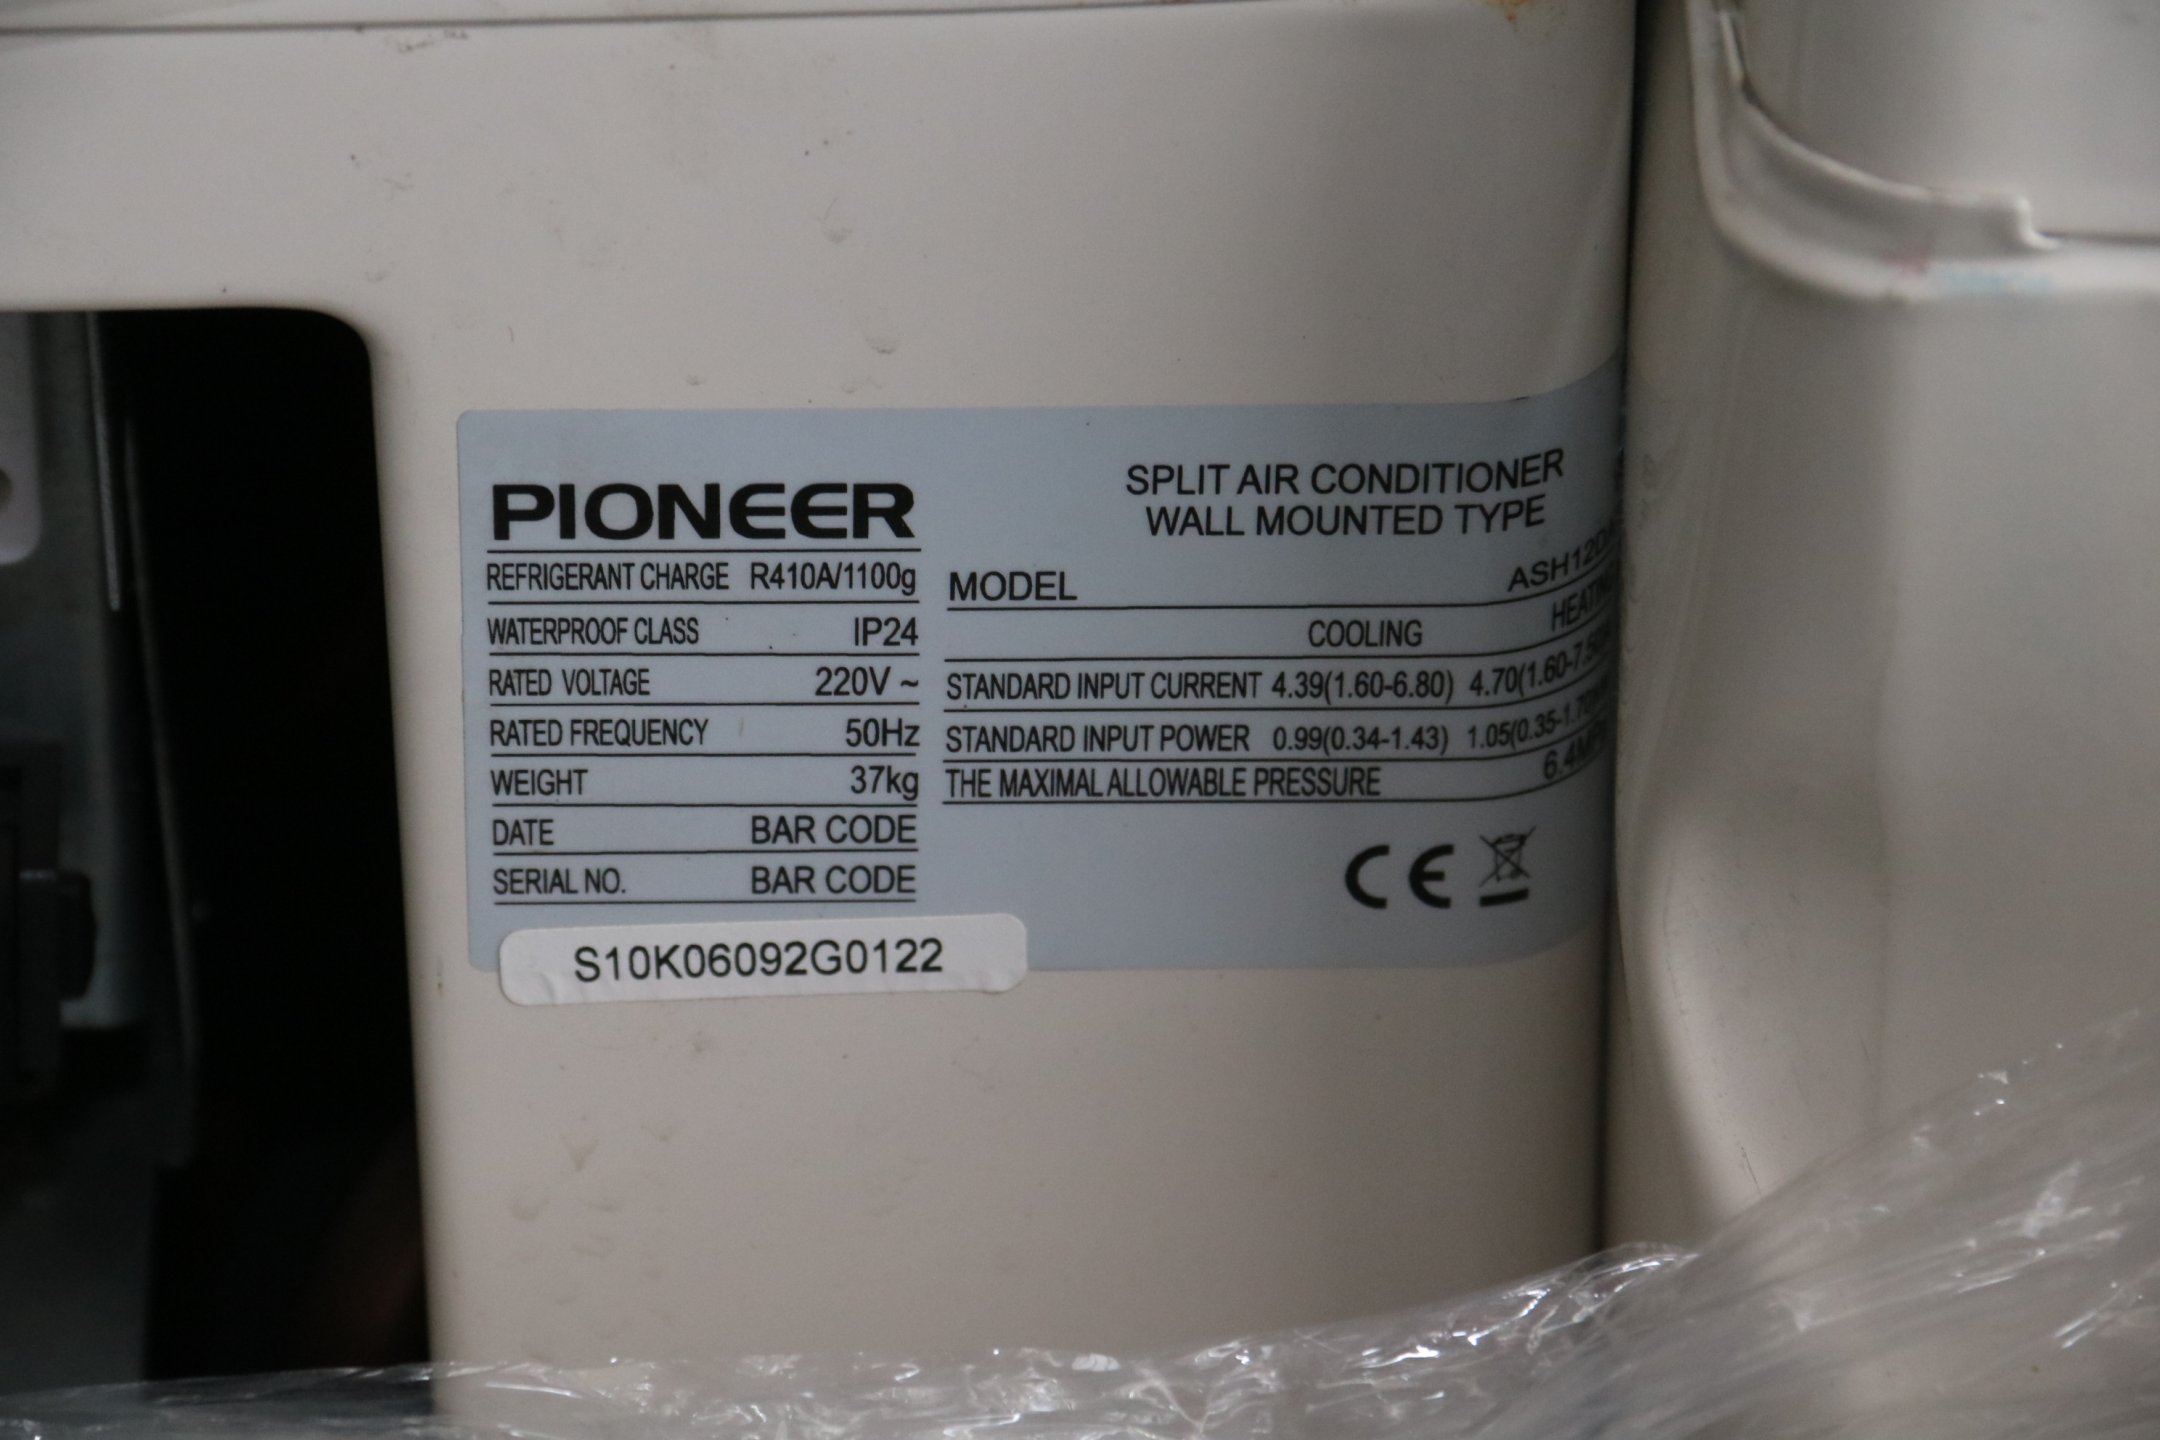 PIONEER
REFRIGERANT CHARGE R410A/1100g
WATERPROOF CLASS IP24
RATED VOLTAGE 220V ~
RATED FREQUENCY 50Hz
WEIGHT 37kg
DATE BAR CODE
SERIAL NO. BAR CODE
S10K06092G0122
SPLIT AIR CONDITIONER
WALL MOUNTED TYPE
MODEL
COOLING
STANDARD INPUT CURRENT 4.39(1.60-6.80)
STANDARD INPUT POWER 0.99(0.34-1.43)
THE MAXIMAL ALLOWABLE PRESSURE
CE